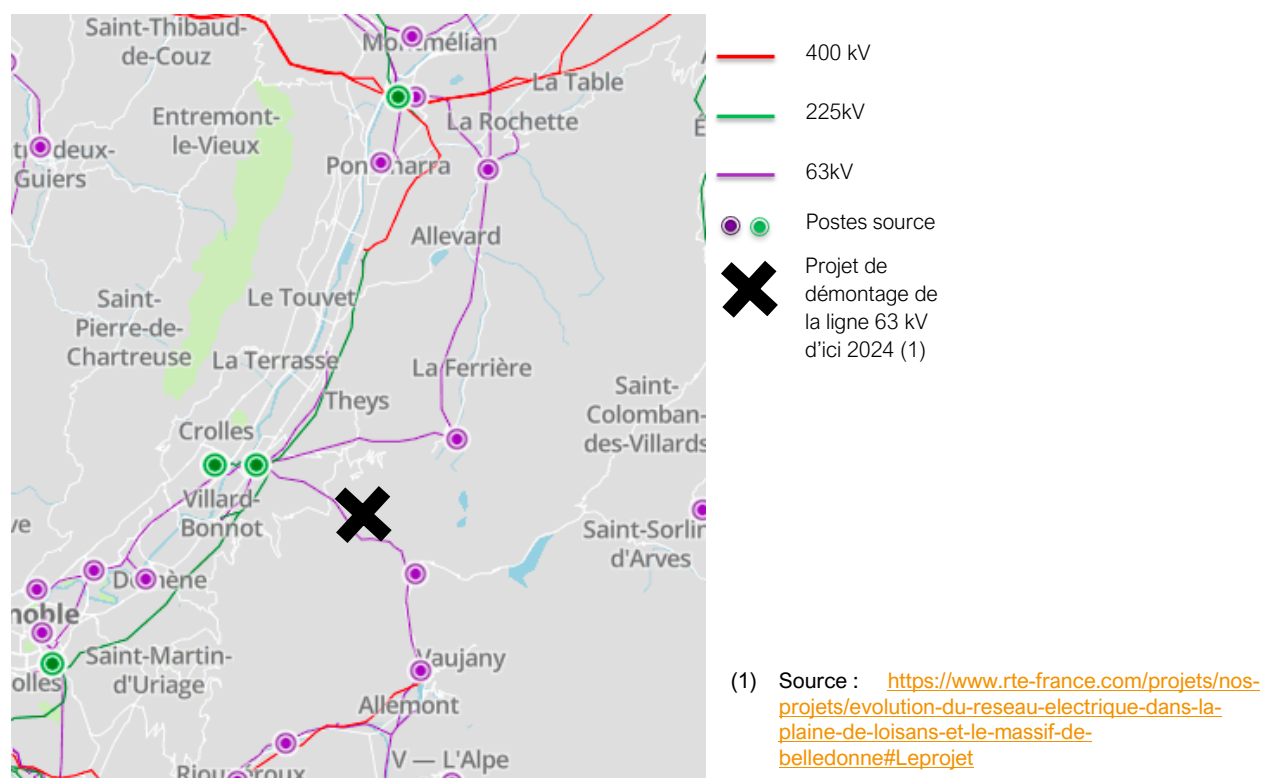 Saint-Thibaud-
de-Couz
Montmélian
La Table
Entremont-
le-Vieux
La Rochette
deux-
Guiers
Pontcharra
Allevard
Saint-
Pierre-de-
Chartreuse
Le Touvet
La Terrasse
La Ferrière
Theys
Saint-
Colomban-
des-Villards
Crolles
Villard-
Bonnot
ve
Saint-Sorlin
d'Arves
Domène
noble
Saint-Martin-
d'Uriage
olles
Vaujany
Allemont
V — L'Alpe
Rioupéroux
400 kV
225kV
63kV
Postes source
Projet de
démontage de
la ligne 63 kV
d'ici 2024 (1)
(1) Source : https://www.rte-france.com/projets/nos-
projets/evolution-du-reseau-electrique-dans-la-
plaine-de-loisans-et-le-massif-de-
belledonne#Leprojet